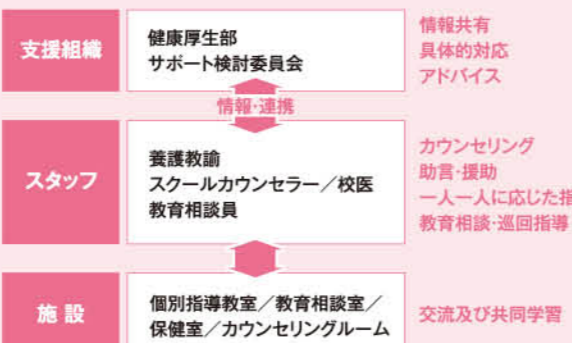 支援組織
健康厚生部
サポート検討委員会
情報共有
具体的対応
アドバイス
情報・連携
スタッフ
養護教諭
スクールカウンセラー／校医
教育相談員
カウンセリング
助言・援助
一人一人に応じた指
教育相談・巡回指導
施設
個別指導教室／教育相談室／
保健室／カウンセリングルーム
交流及び共同学習